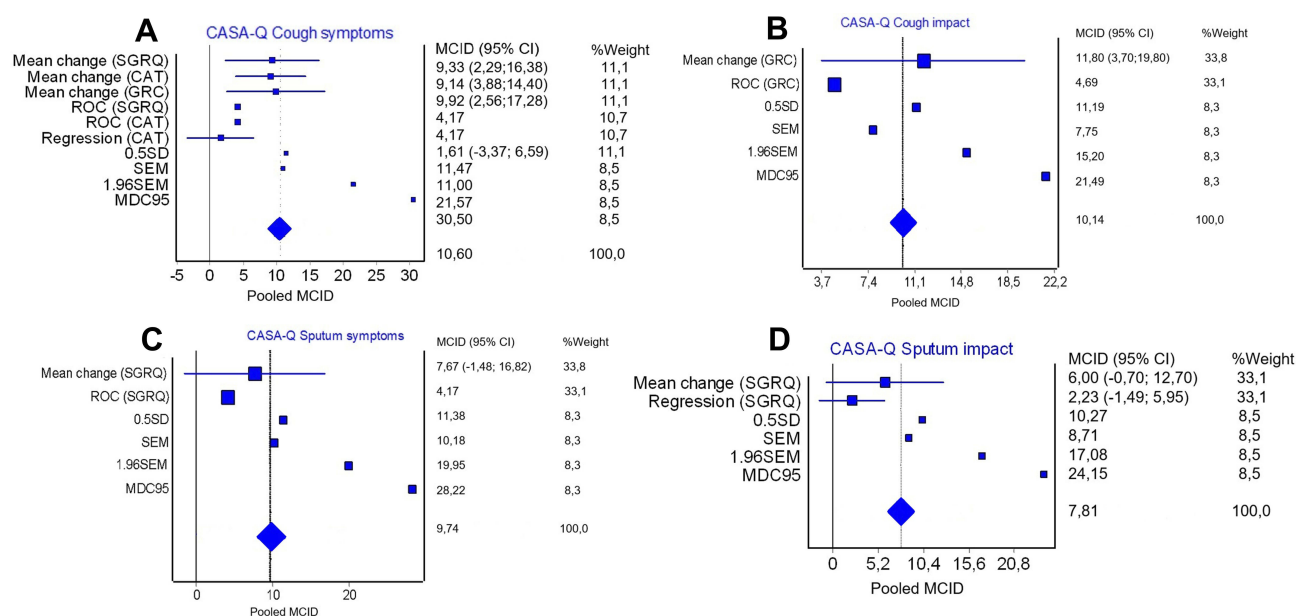 A
CASA-Q Cough symptoms
MCID (95% CI) %Weight
Mean change (SGRQ) 9,33 (2,29;16,38) 11,1
Mean change (CAT) 9,14 (3,88;14,40) 11,1
Mean change (GRC) 9,92 (2,56;17,28) 11,1
ROC (SGRQ) 4,17 10,7
ROC (CAT) 4,17 10,7
Regression (CAT) 1,61 (-3,37; 6,59) 11,1
0.5SD 11,47 8,5
SEM 11,00 8,5
1.96SEM 21,57 8,5
MDC95 30,50 8,5
10,60 100,0
-5 0 5 10 15 20 25 30
Pooled MCID
B
CASA-Q Cough impact
MCID (95% CI) %Weight
Mean change (GRC) 11,80 (3,70;19,80) 33,8
ROC (GRC) 4,69 33,1
0.5SD 11,19 8,3
SEM 7,75 8,3
1.96SEM 15,20 8,3
MDC95 21,49 8,3
10,14 100,0
3,7 7,4 11,1 14,8 18,5 22,2
Pooled MCID
C
CASA-Q Sputum symptoms
MCID (95% CI) %Weight
Mean change (SGRQ) 7,67 (-1,48; 16,82) 33,8
ROC (SGRQ) 4,17 33,1
0.5SD 11,38 8,3
SEM 10,18 8,3
1.96SEM 19,95 8,3
MDC95 28,22 8,3
9,74 100,0
0 10 20
Pooled MCID
D
CASA-Q Sputum impact
MCID (95% CI) %Weight
Mean change (SGRQ) 6,00 (-0,70; 12,70) 33,1
Regression (SGRQ) 2,23 (-1,49; 5,95) 33,1
0.5SD 10,27 8,5
SEM 8,71 8,5
1.96SEM 17,08 8,5
MDC95 24,15 8,5
7,81 100,0
0 5,2 10,4 15,6 20,8
Pooled MCID